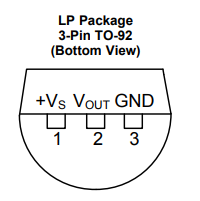 LP Package
3-Pin TO-92
(Bottom View)
+VS VOUT GND
1 2 3